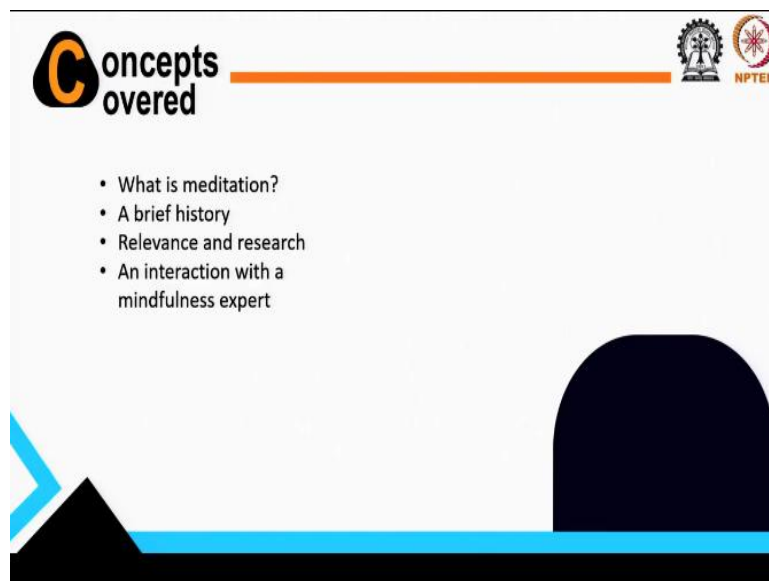 Concepts
Covered
NPTEL
• What is meditation?
• A brief history
• Relevance and research
• An interaction with a
mindfulness expert